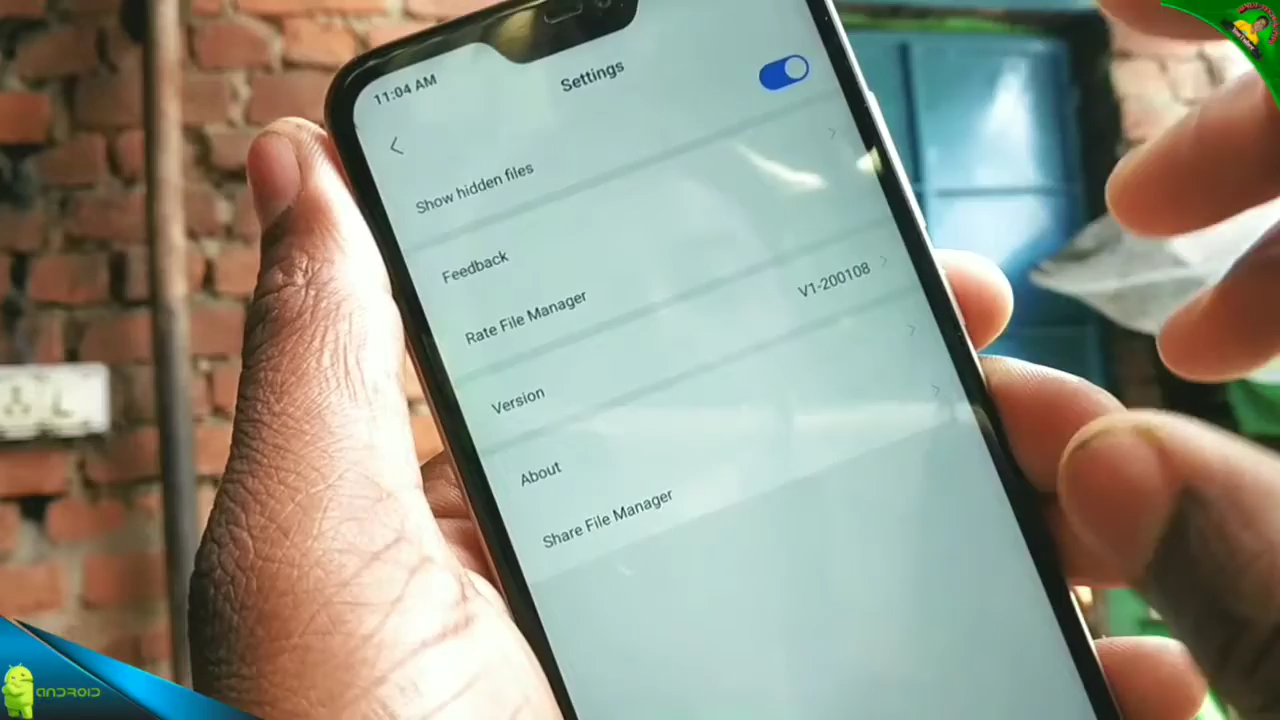 11:04 AM
Settings
Show hidden files
Feedback
Rate File Manager
Version
V1-200108
About
Share File Manager
ANDROID